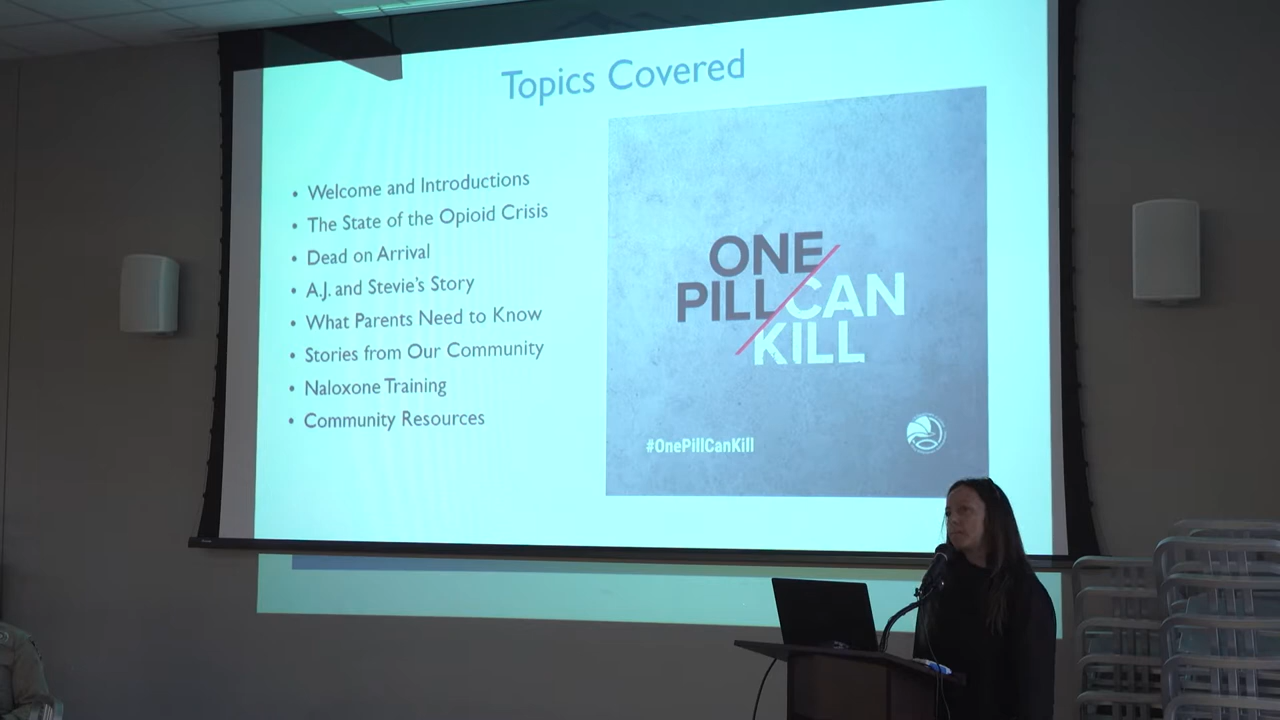 Topics Covered
• Welcome and Introductions
• The State of the Opioid Crisis
• Dead on Arrival
• A.J. and Stevie's Story
• What Parents Need to Know
• Stories from Our Community
• Naloxone Training
• Community Resources
ONE
PILL CAN
KILL
#OnePillCanKill